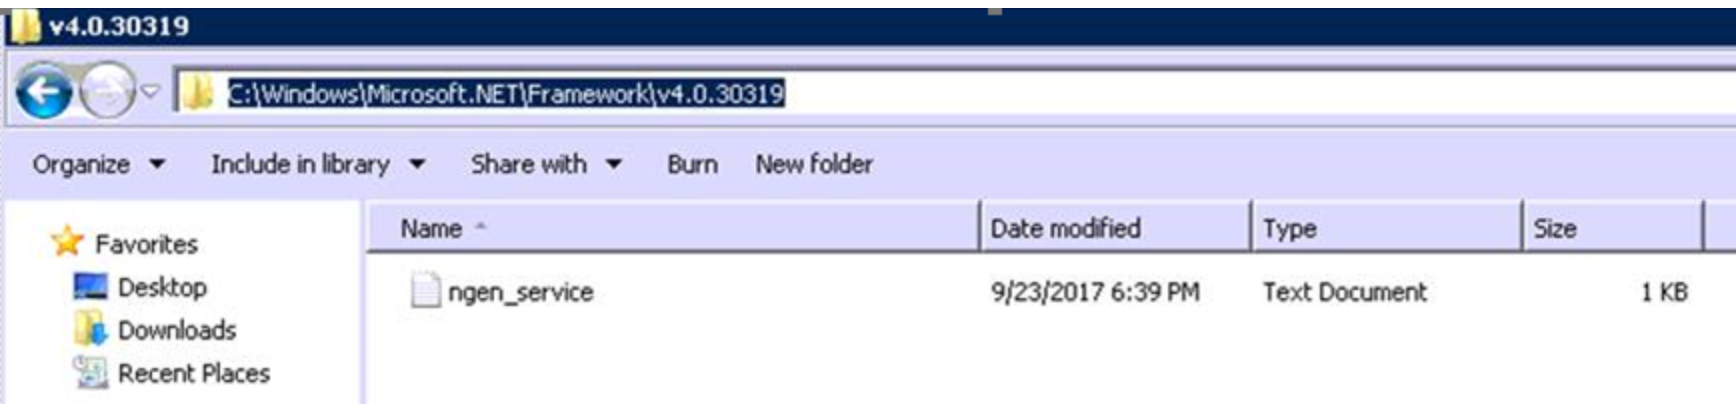 v4.0.30319
C:\Windows\Microsoft.NET\Framework\v4.0.30319
Organize Include in library Share with Burn New folder
Name Date modified Type Size
Favorites
Desktop
Downloads
Recent Places
ngen_service 9/23/2017 6:39 PM Text Document 1 KB